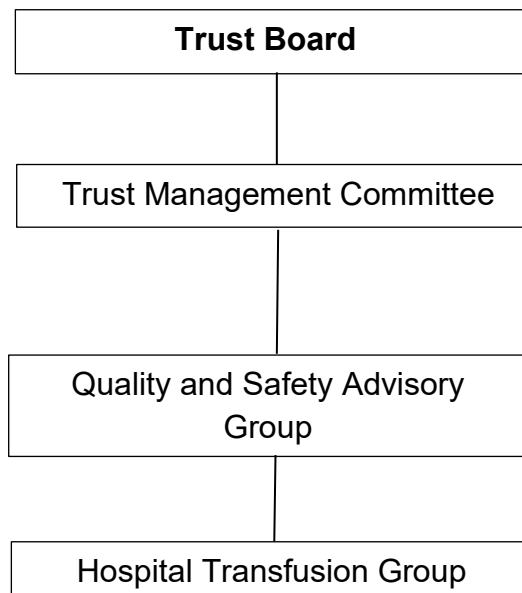 Trust Board
Trust Management Committee
Quality and Safety Advisory
Group
Hospital Transfusion Group